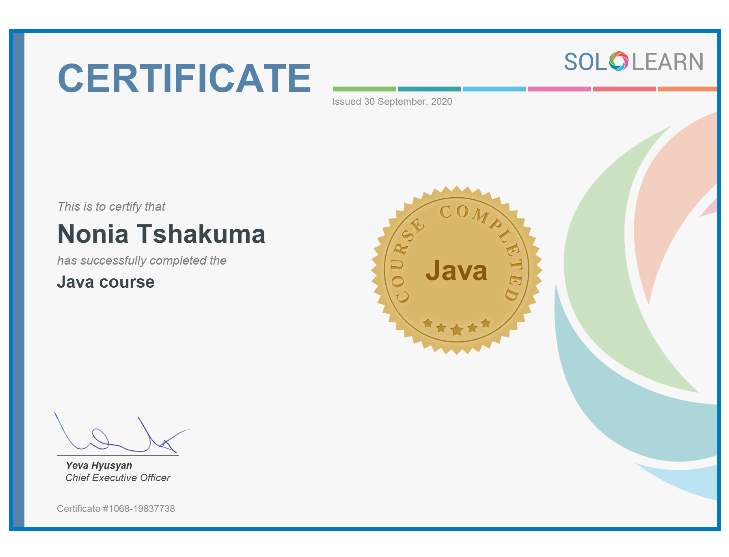 CERTIFICATE
SOLOLEARN
Issued 30 September, 2020
This is to certify that
Nonia Tshakuma
has successfully completed the
Java course
COURSE COMPLETED
Java
Yeva Hyusyan
Chief Executive Officer
Certificate #1068-19837738